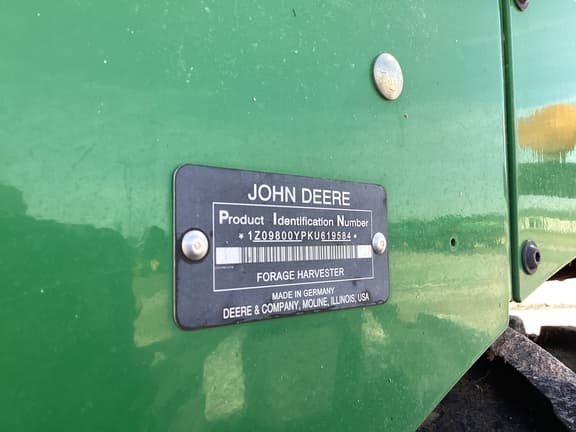 JOHN DEERE
Product Identification Number
*1Z09800YPKU619584*
FORAGE HARVESTER
MADE IN GERMANY
DEERE & COMPANY, MOLINE, ILLINOIS, USA